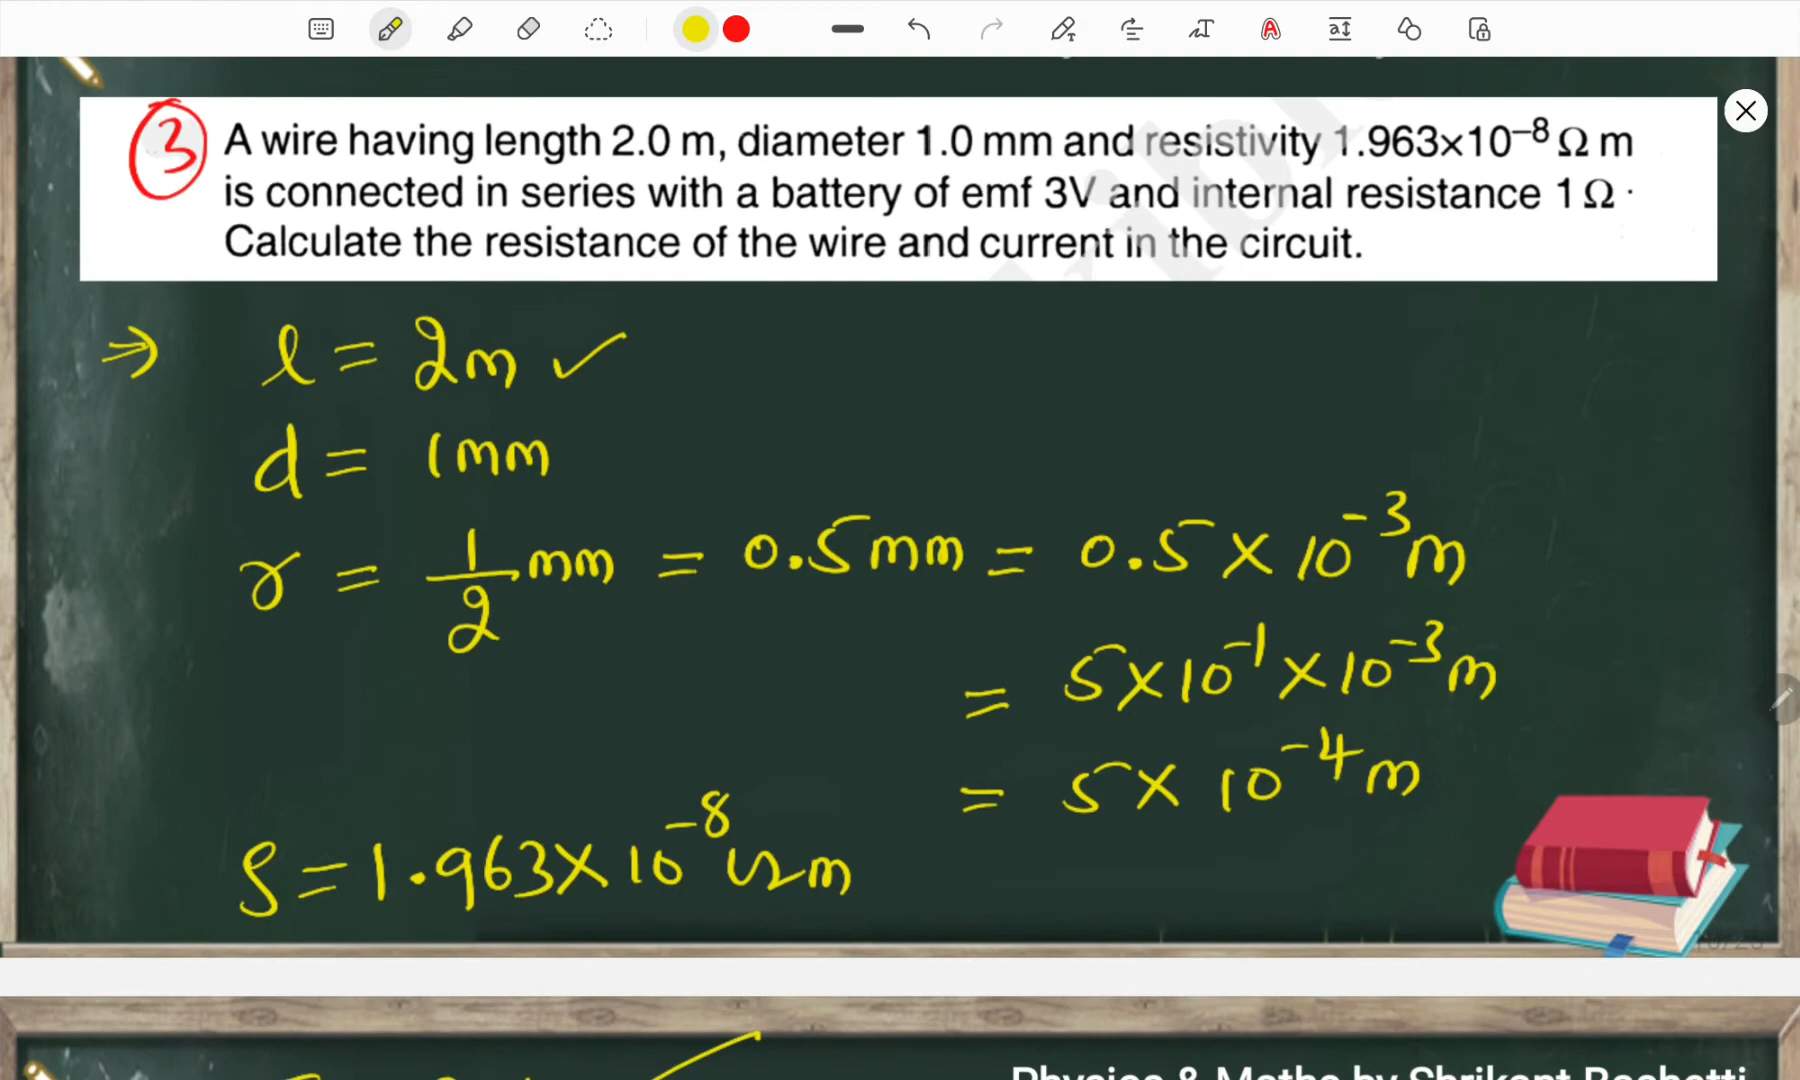 3 A wire having length 2.0 m, diameter 1.0 mm and resistivity 1.963×10⁻⁸ Ω m
is connected in series with a battery of emf 3V and internal resistance 1 Ω ·
Calculate the resistance of the wire and current in the circuit.
⇒ l = 2m ✓
d = 1mm
r = 1/2 mm = 0.5mm = 0.5 × 10⁻³ m
= 5×10⁻¹ × 10⁻³ m
= 5 × 10⁻⁴ m
ρ = 1.963 × 10⁻⁸ Ωm
Physics & Maths by Shrikant Bachatti